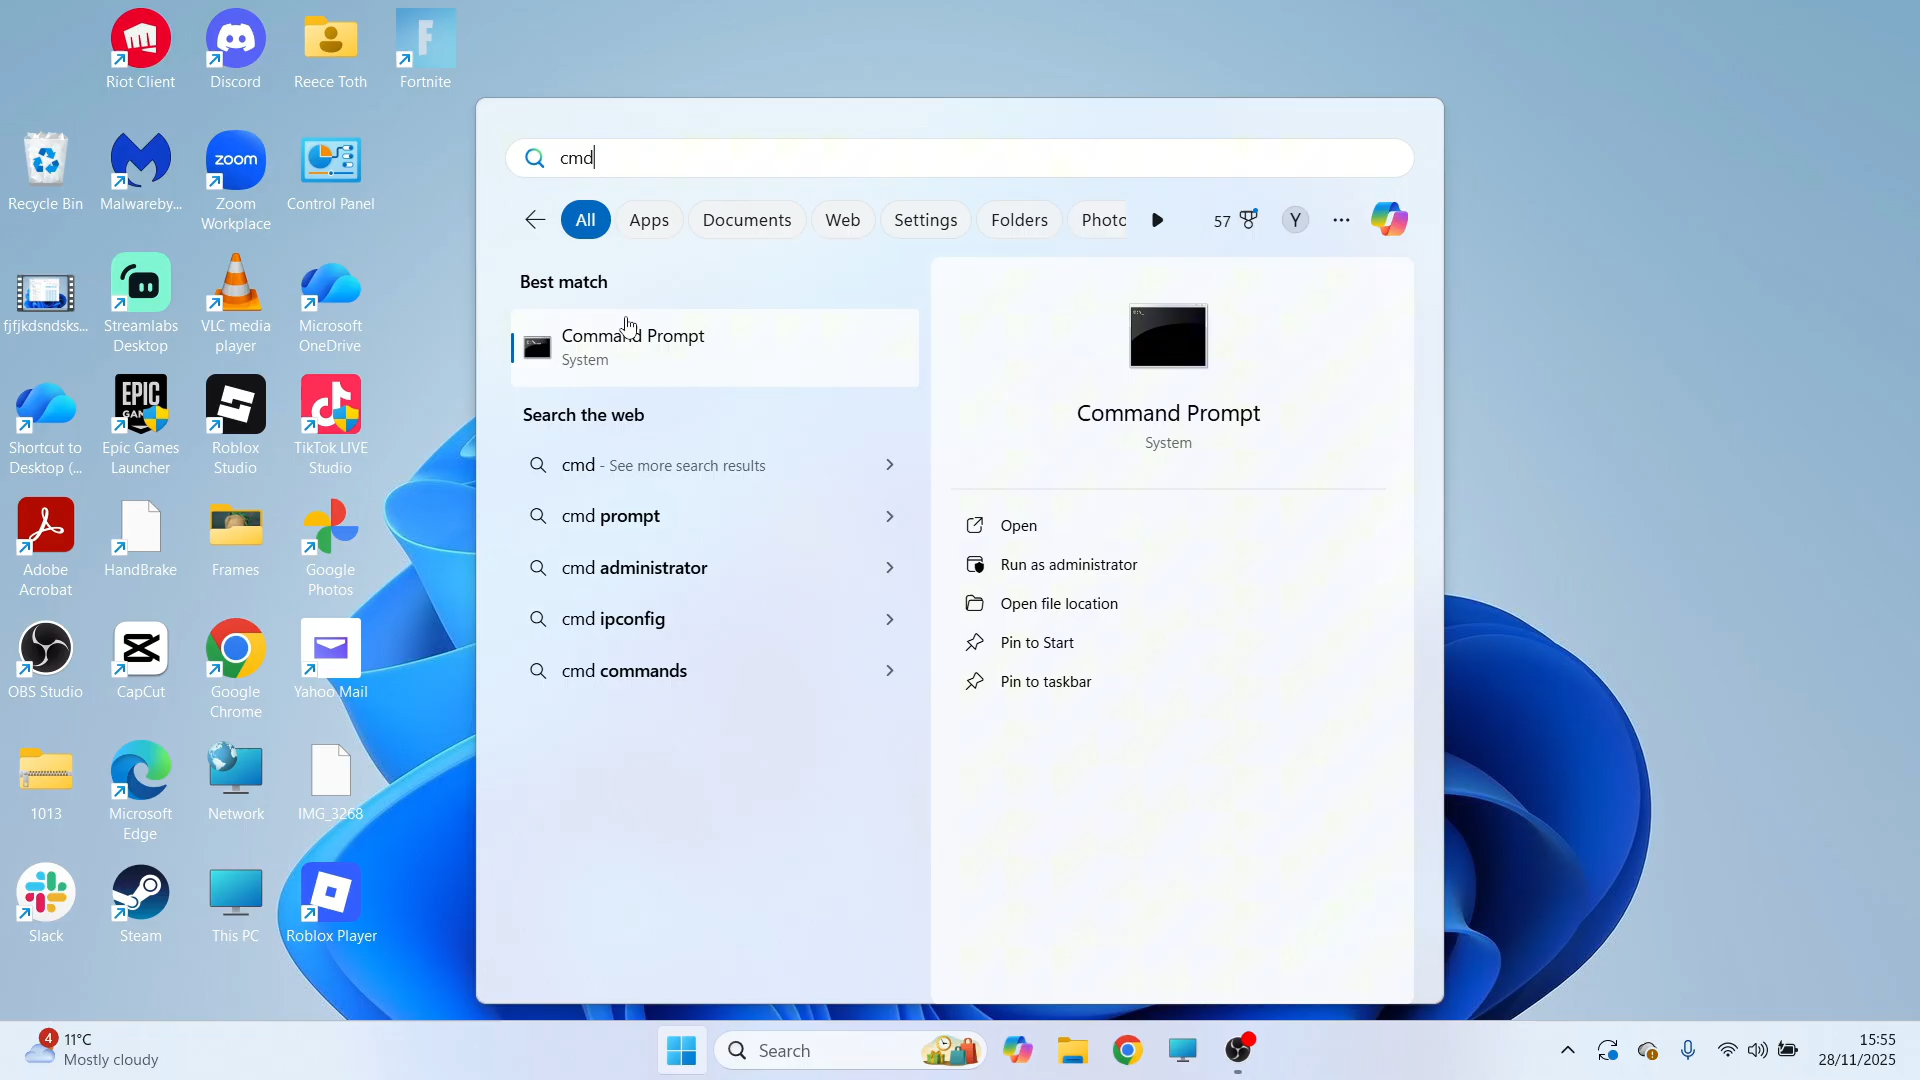 Riot Client
Discord
Reece Toth
Fortnite
Recycle Bin
Malwareby...
zoom
Zoom
Workplace
Control Panel
fjfjkdsndsks...
Streamlabs
Desktop
VLC media
player
Microsoft
OneDrive
Shortcut to
Desktop (...
EPIC
GAMES
Epic Games
Launcher
Roblox
Studio
TikTok LIVE
Studio
Adobe
Acrobat
HandBrake
Frames
Google
Photos
OBS Studio
CapCut
Google
Chrome
Yahoo Mail
1013
Microsoft
Edge
Network
IMG_3268
Slack
Steam
This PC
Roblox Player
cmd
All
Apps
Documents
Web
Settings
Folders
Photo
57
Y
Best match
Command Prompt
System
Search the web
cmd - See more search results
cmd prompt
cmd administrator
cmd ipconfig
cmd commands
Command Prompt
System
Open
Run as administrator
Open file location
Pin to Start
Pin to taskbar
4
11°C
Mostly cloudy
Search
15:55
28/11/2025